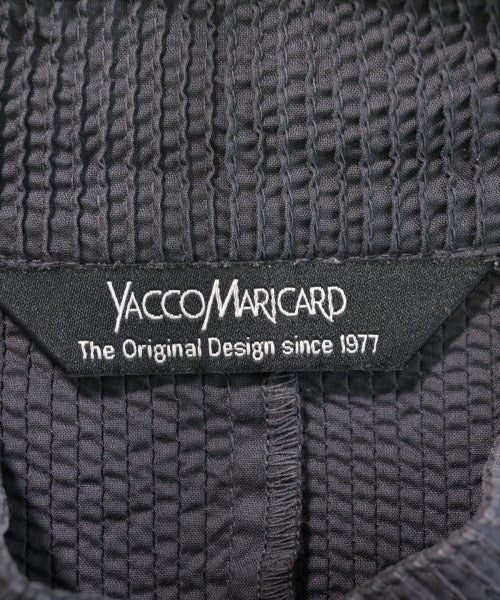 YACCOMARICARD
The Original Design since 1977